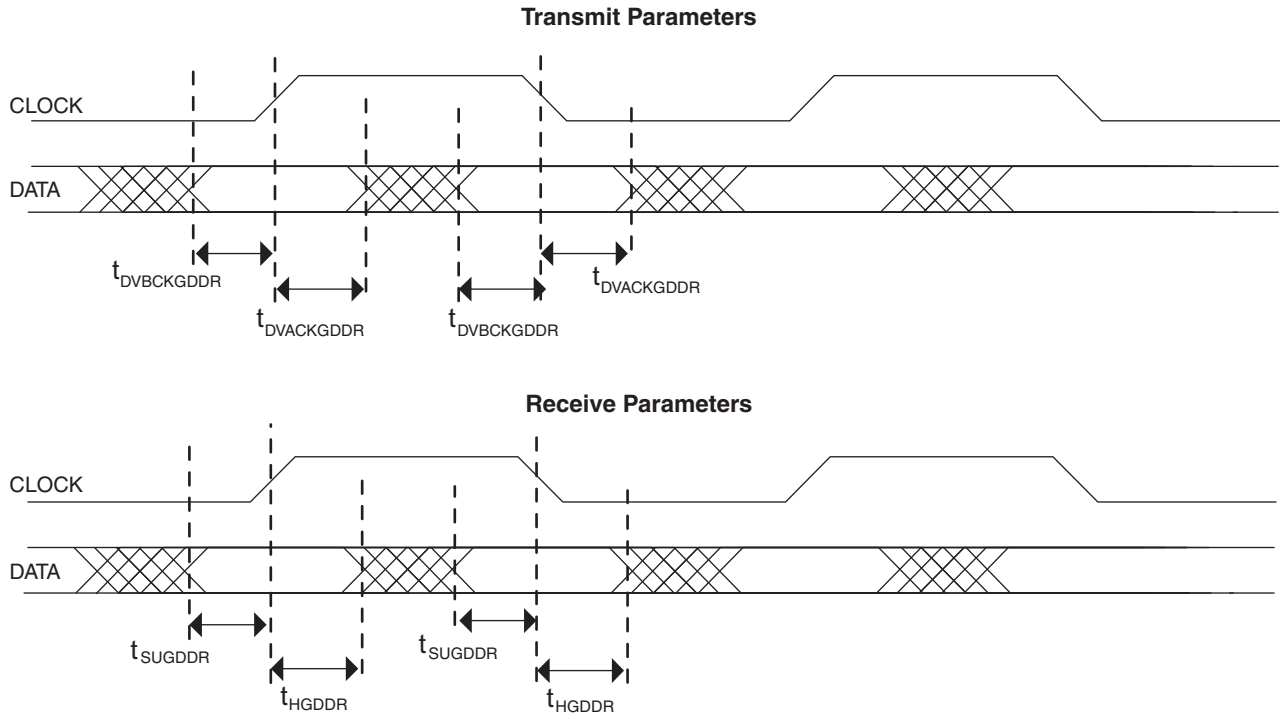 Transmit Parameters
CLOCK
DATA
tDVBCKGDDR
tDVACKGDDR
tDVACKGDDR
tDVBCKGDDR
Receive Parameters
CLOCK
DATA
tSUGDDR
tSUGDDR
tHGDDR
tHGDDR